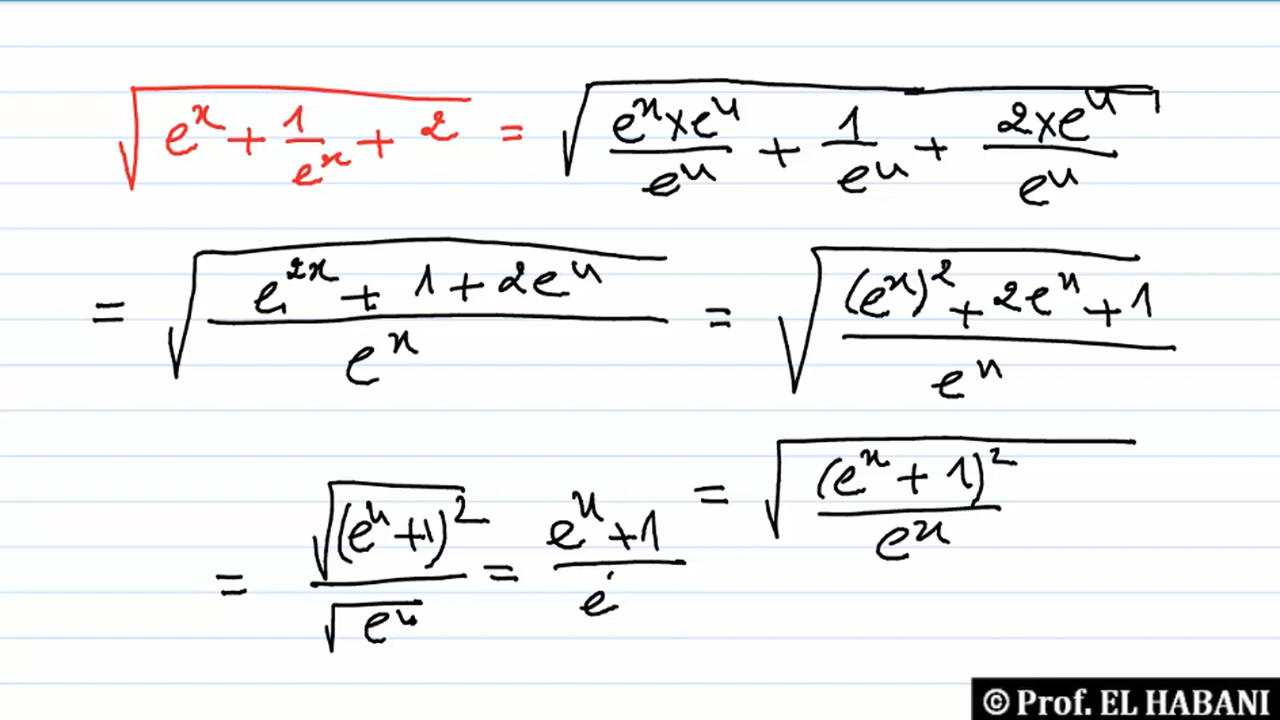 √(e^x + 1/e^x + 2) = √((e^x × e^x)/e^x + 1/e^x + (2 × e^x)/e^x)
= √((e^{2x} + 1 + 2e^x)/e^x) = √(((e^x)^2 + 2e^x + 1)/e^x)
= √((e^x + 1)^2/e^x)
= √((e^x + 1)^2)/√(e^x) = (e^x + 1)/e
© Prof. EL HABANI